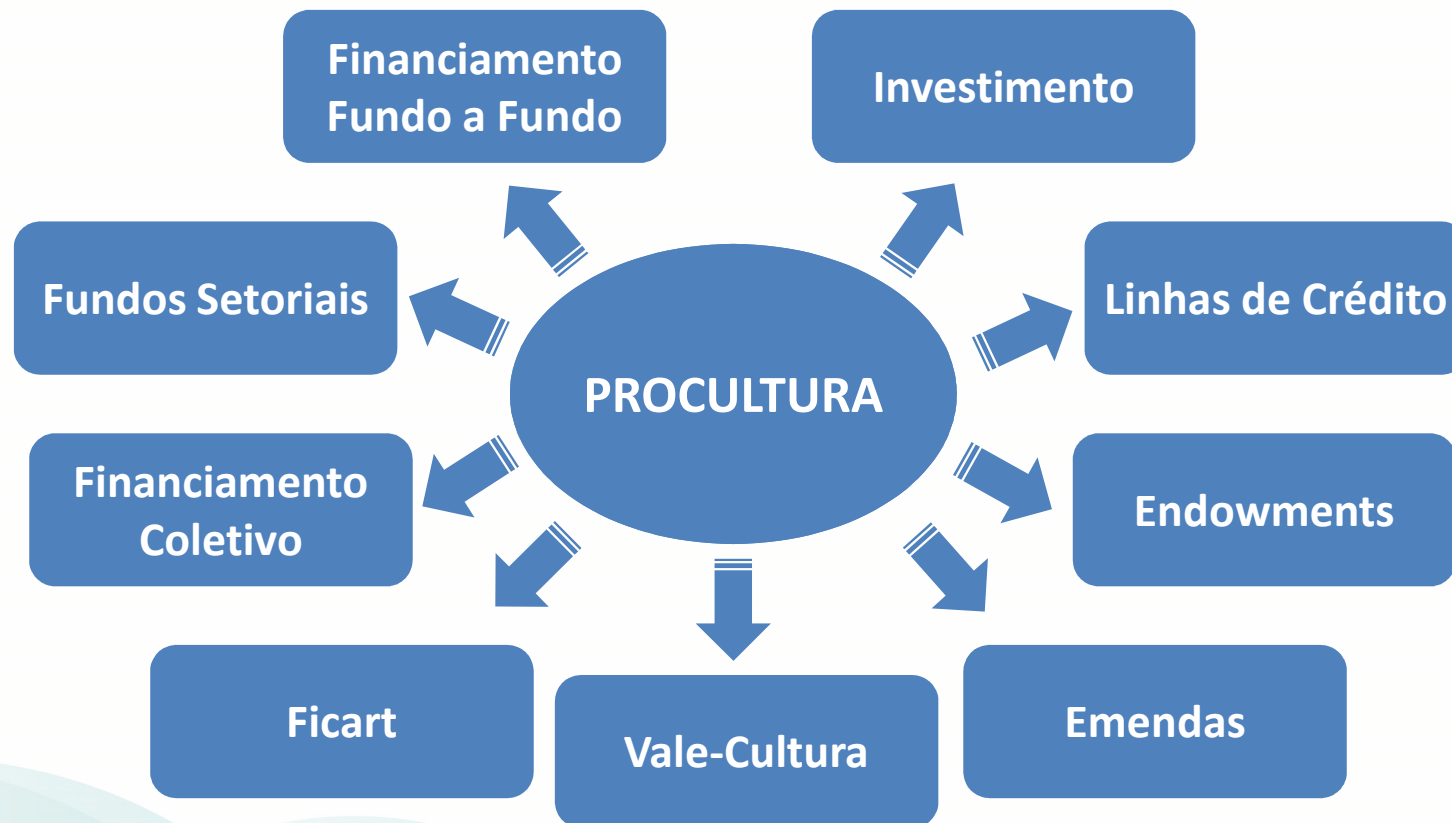 Financiamento
Fundo a Fundo
Investimento
Fundos Setoriais
Linhas de Crédito
PROCULTURA
Financiamento
Coletivo
Endowments
Ficart
Vale-Cultura
Emendas